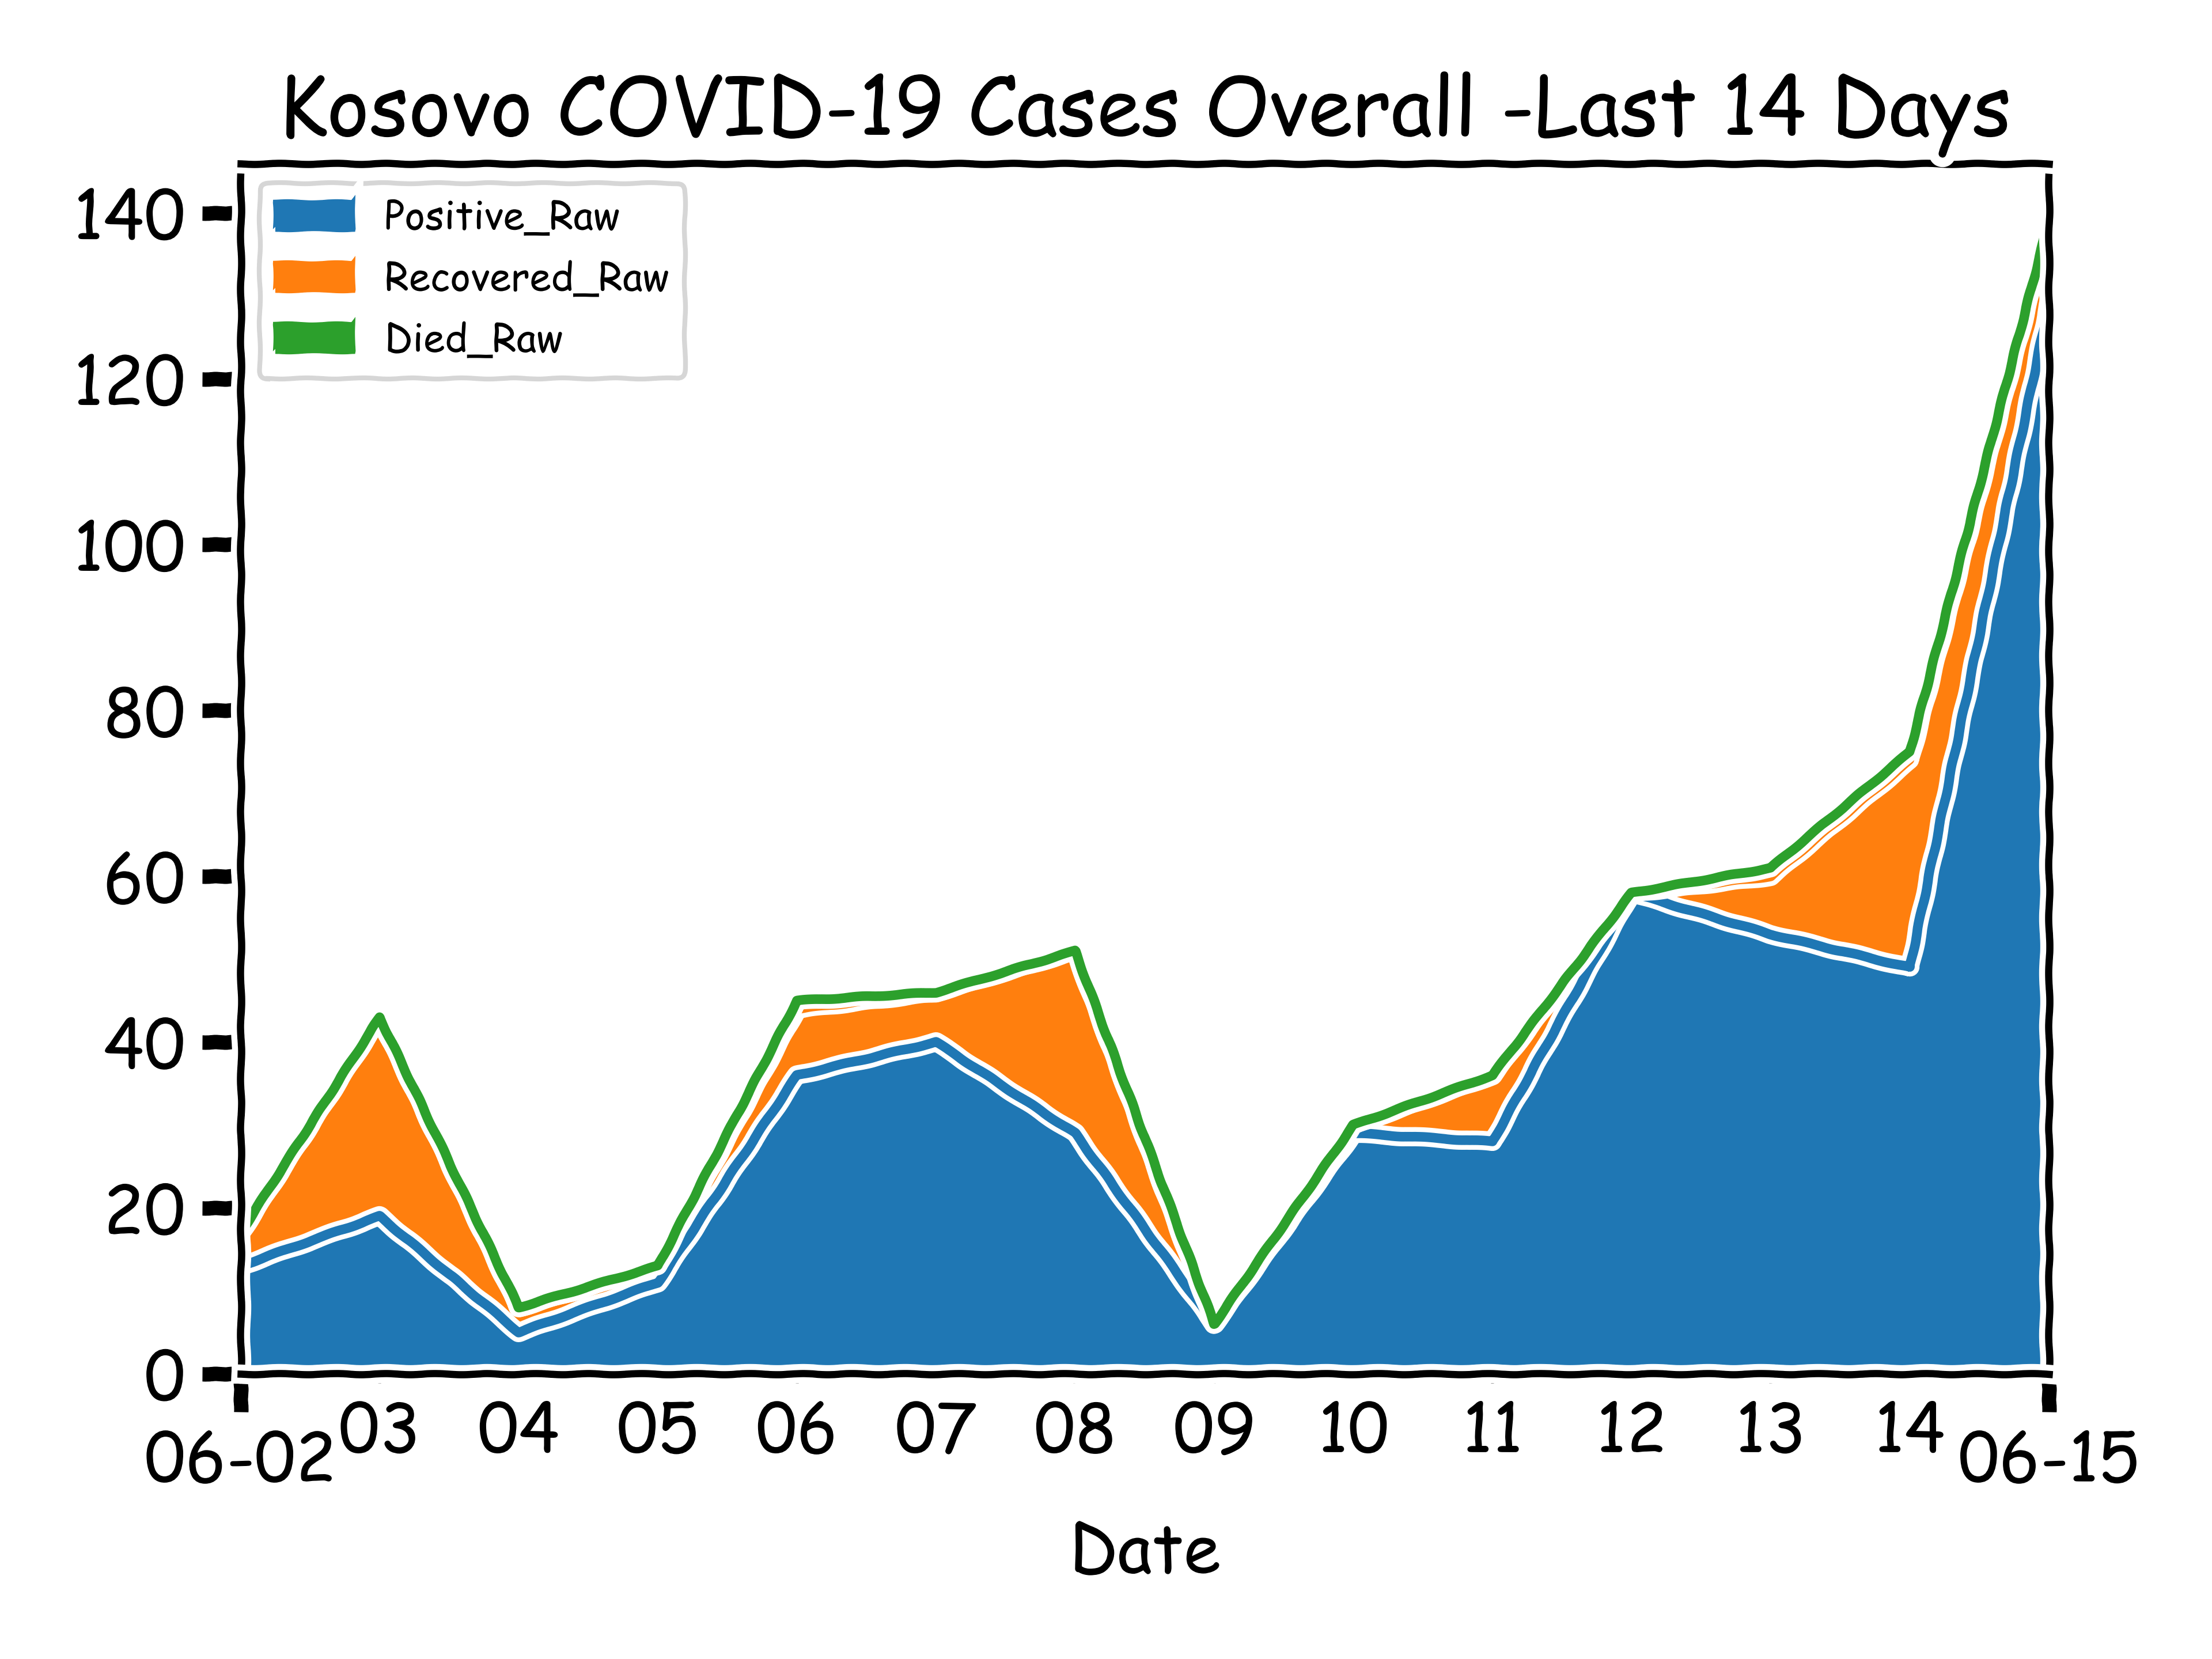 Kosovo COVID-19 Cases Overall -Last 14 Days
140
120
100
80
60
40
20
0
Positive_Raw
Recovered_Raw
Died_Raw
06-02 03 04 05 06 07 08 09 10 11 12 13 14 06-15
Date